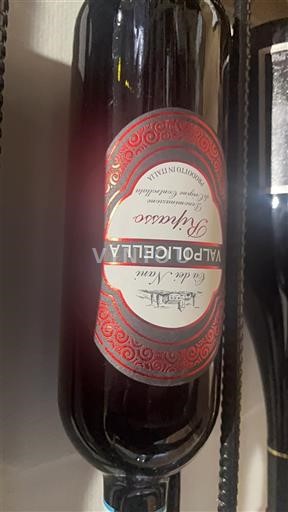 Ca dei Nani
VALPOLICELLA
Ripasso
Denominazione
di Origine Controllata
PRODOTTO IN ITALIA